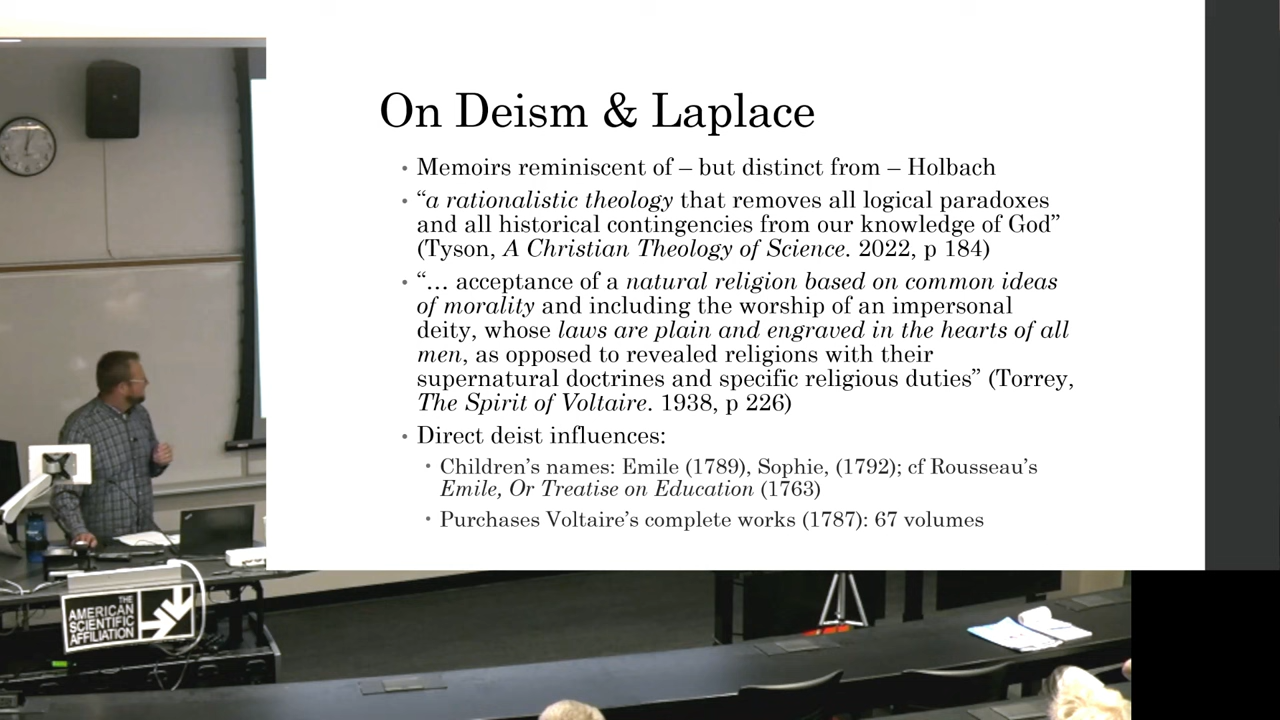 On Deism & Laplace
• Memoirs reminiscent of – but distinct from – Holbach
• “a rationalistic theology that removes all logical paradoxes
and all historical contingencies from our knowledge of God”
(Tyson, A Christian Theology of Science. 2022, p 184)
• “… acceptance of a natural religion based on common ideas
of morality and including the worship of an impersonal
deity, whose laws are plain and engraved in the hearts of all
men, as opposed to revealed religions with their
supernatural doctrines and specific religious duties” (Torrey,
The Spirit of Voltaire. 1938, p 226)
• Direct deist influences:
• Children’s names: Emile (1789), Sophie, (1792); cf Rousseau’s
Emile, Or Treatise on Education (1763)
• Purchases Voltaire’s complete works (1787): 67 volumes
THE
AMERICAN
SCIENTIFIC
AFFILIATION